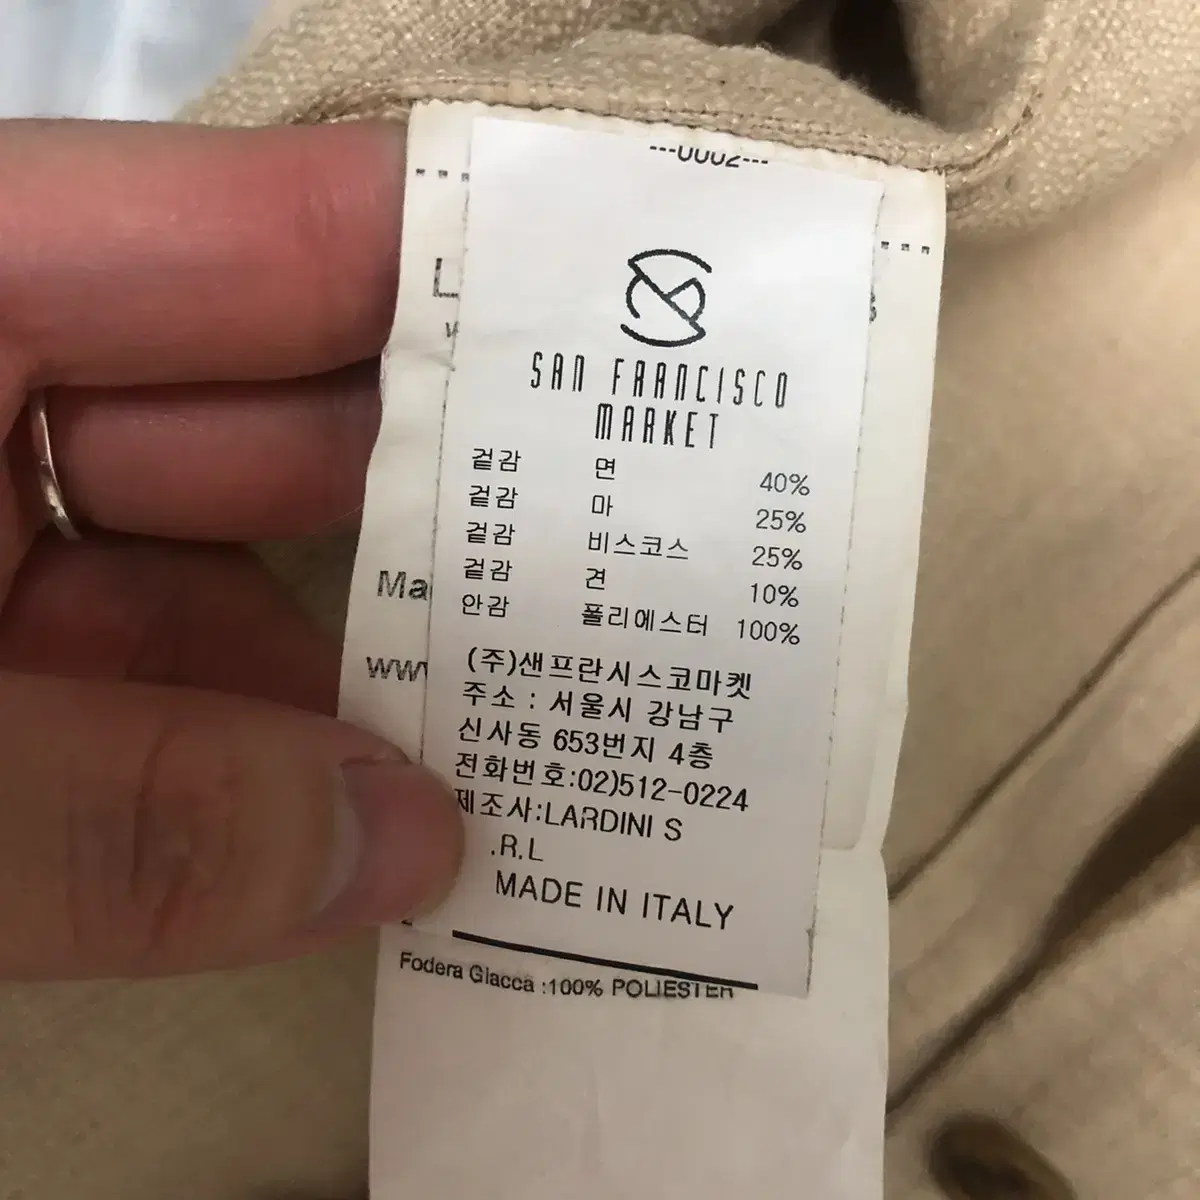 ---0002---
SAN FRANCISCO
MARKET
겉감 면 40%
겉감 마 25%
겉감 비스코스 25%
겉감 견 10%
안감 폴리에스터 100%
(주)샌프란시스코마켓
주소 : 서울시 강남구
신사동 653번지 4층
전화번호:02)512-0224
제조사:LARDINI S
.R.L
MADE IN ITALY
Fodera Giacca :100% POLIESTER